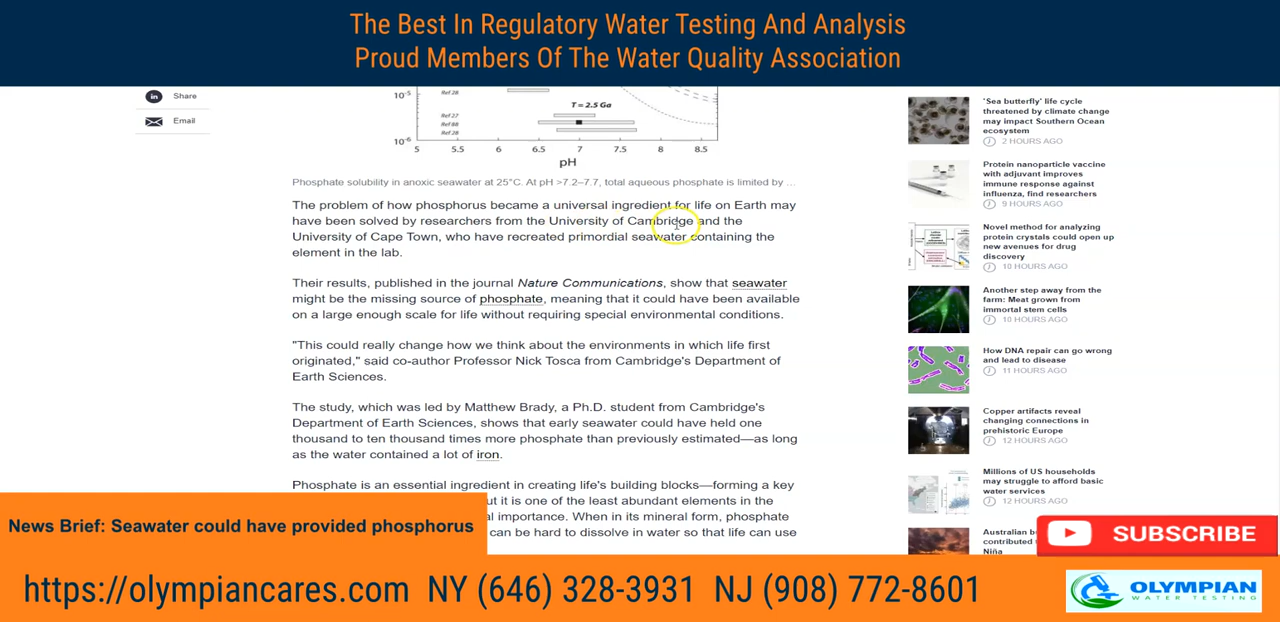 The Best In Regulatory Water Testing And Analysis
Proud Members Of The Water Quality Association
Share
Email
10-5
Ref 28
T = 2.5 Ga
Ref 27
Ref 88
Ref 28
10-6
5 5.5 6 6.5 7 7.5 8 8.5
pH
Phosphate solubility in anoxic seawater at 25°C. At pH >7.2–7.7, total aqueous phosphate is limited by ...
The problem of how phosphorus became a universal ingredient for life on Earth may
have been solved by researchers from the University of Cambridge and the
University of Cape Town, who have recreated primordial seawater containing the
element in the lab.
Their results, published in the journal Nature Communications, show that seawater
might be the missing source of phosphate, meaning that it could have been available
on a large enough scale for life without requiring special environmental conditions.
"This could really change how we think about the environments in which life first
originated," said co-author Professor Nick Tosca from Cambridge's Department of
Earth Sciences.
The study, which was led by Matthew Brady, a Ph.D. student from Cambridge's
Department of Earth Sciences, shows that early seawater could have held one
thousand to ten thousand times more phosphate than previously estimated—as long
as the water contained a lot of iron.
Phosphate is an essential ingredient in creating life's building blocks—forming a key
ut it is one of the least abundant elements in the
al importance. When in its mineral form, phosphate
can be hard to dissolve in water so that life can use
'Sea butterfly' life cycle
threatened by climate change
may impact Southern Ocean
ecosystem
2 HOURS AGO
Protein nanoparticle vaccine
with adjuvant improves
immune response against
influenza, find researchers
9 HOURS AGO
Novel method for analyzing
protein crystals could open up
new avenues for drug
discovery
10 HOURS AGO
Another step away from the
farm: Meat grown from
immortal stem cells
10 HOURS AGO
How DNA repair can go wrong
and lead to disease
11 HOURS AGO
Copper artifacts reveal
changing connections in
prehistoric Europe
12 HOURS AGO
Millions of US households
may struggle to afford basic
water services
12 HOURS AGO
Australian b
contributed
Niña
News Brief: Seawater could have provided phosphorus
SUBSCRIBE
https://olympiancares.com NY (646) 328-3931 NJ (908) 772-8601
OLYMPIAN
WATER TESTING